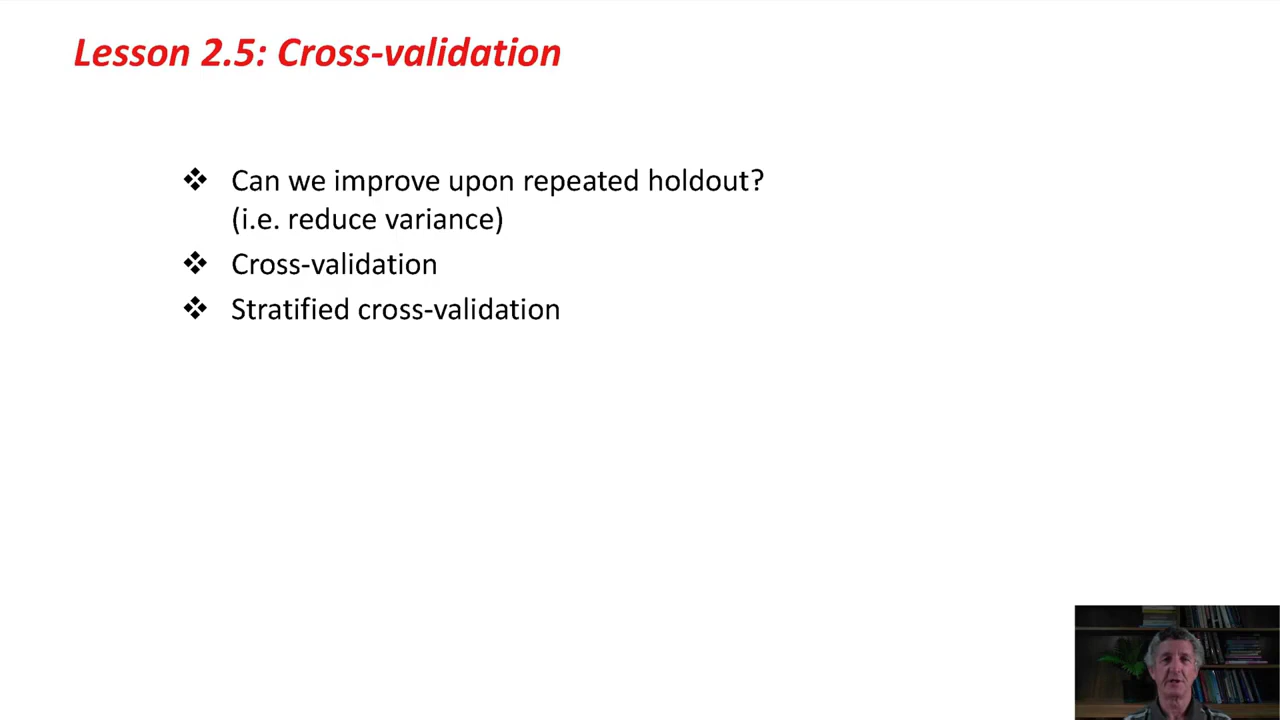 Lesson 2.5: Cross-validation
❖ Can we improve upon repeated holdout?
(i.e. reduce variance)
❖ Cross-validation
❖ Stratified cross-validation